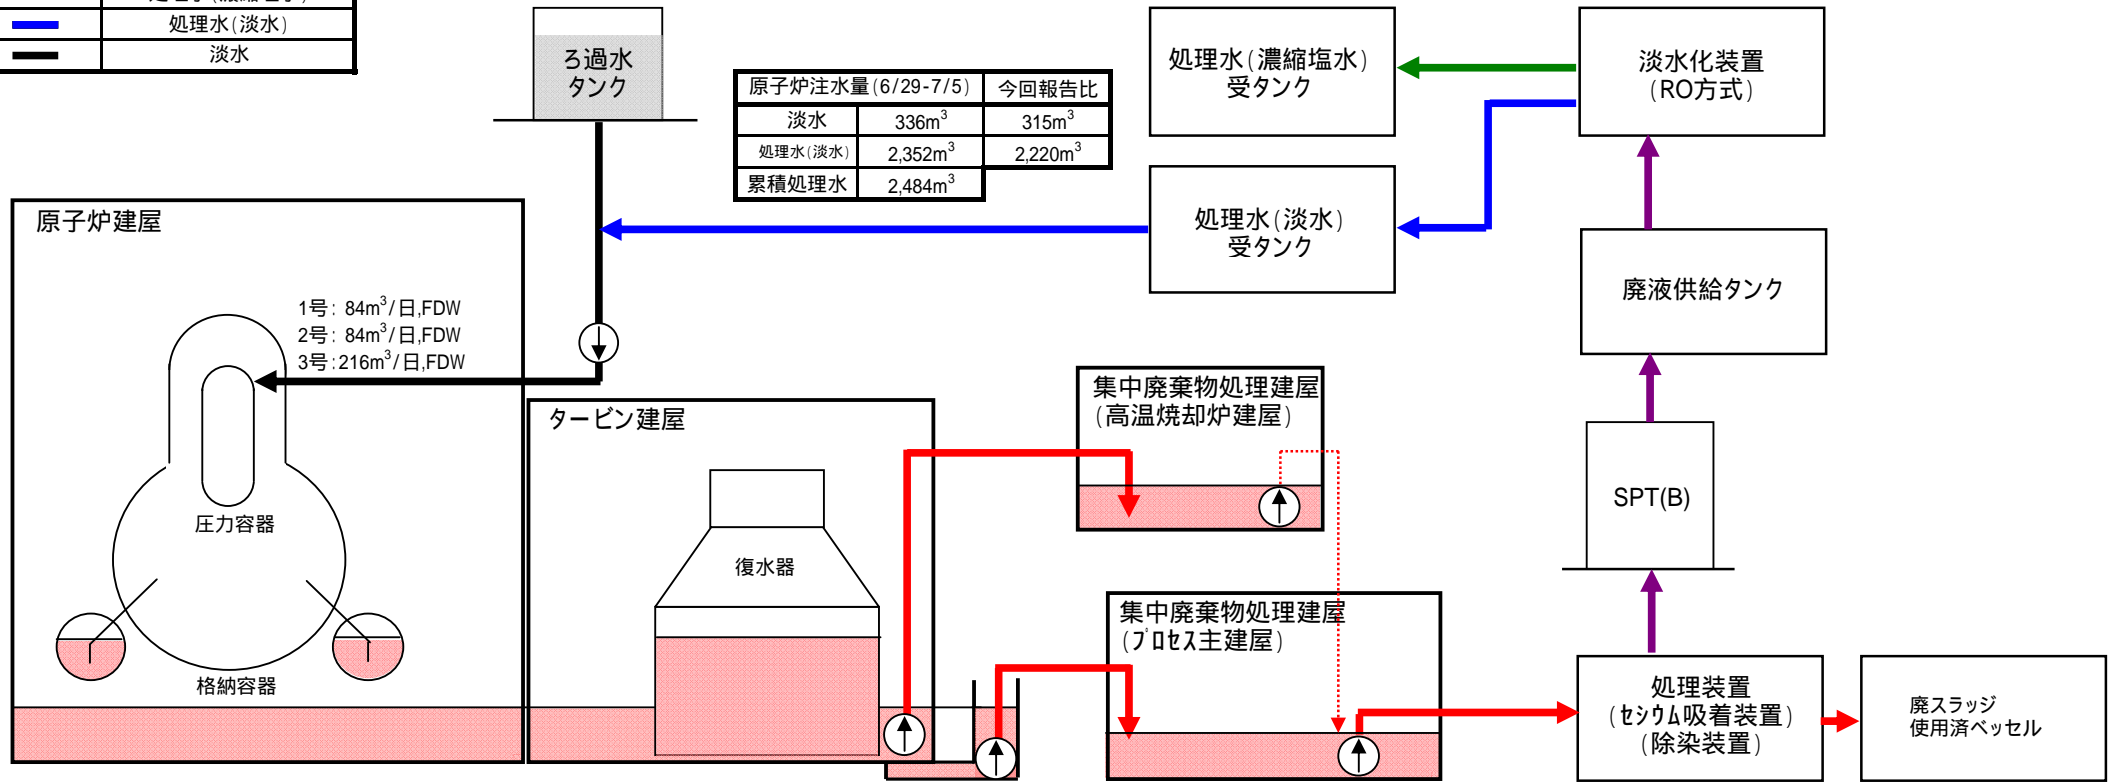 処理水(淡水)
淡水
ろ過水
タンク
原子炉注水量(6/29-7/5) 今回報告比
淡水 336m³ 315m³
処理水(淡水) 2,352m³ 2,220m³
累積処理水 2,484m³
処理水(濃縮塩水)
受タンク
淡水化装置
(RO方式)
処理水(淡水)
受タンク
廃液供給タンク
原子炉建屋
1号: 84m³/日,FDW
2号: 84m³/日,FDW
3号:216m³/日,FDW
圧力容器
格納容器
タービン建屋
復水器
集中廃棄物処理建屋
(高温焼却炉建屋)
集中廃棄物処理建屋
(ﾌﾟﾛｾｽ主建屋)
SPT(B)
処理装置
(ｾｼｳﾑ吸着装置)
(除染装置)
廃スラッジ
使用済ベッセル